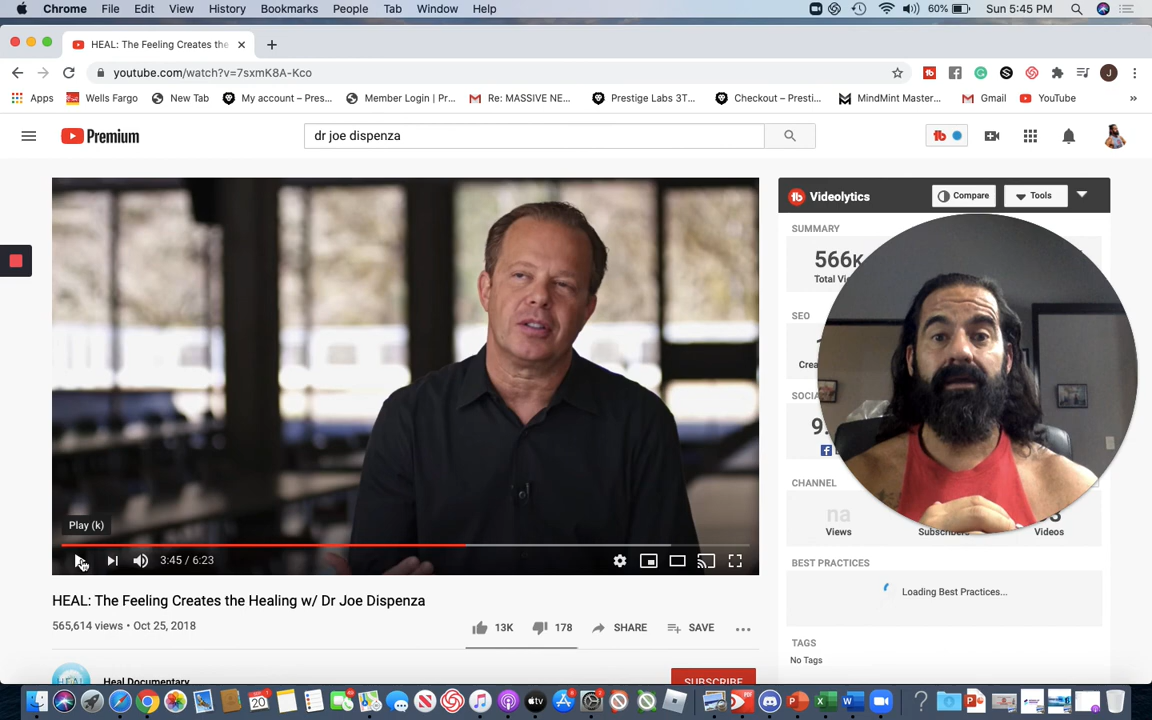 Chrome File Edit View History Bookmarks People Tab Window Help 60% Sun 5:45 PM
HEAL: The Feeling Creates the
youtube.com/watch?v=7sxmK8A-Kco J
Apps Wells Fargo New Tab My account – Pres... Member Login | Pr... Re: MASSIVE NE... Prestige Labs 3T... Checkout – Presti... MindMint Master... Gmail YouTube »
Premium dr joe dispenza tb
tb Videolytics Compare Tools
SUMMARY
566K
Total
SEO
CHANNEL
na
Views Subscribers Videos
Play (k)
3:45 / 6:23
BEST PRACTICES
Loading Best Practices...
HEAL: The Feeling Creates the Healing w/ Dr Joe Dispenza
565,614 views • Oct 25, 2018 13K 178 SHARE SAVE ...
TAGS
No Tags
HEAL Heal Documentary SUBSCRIBE